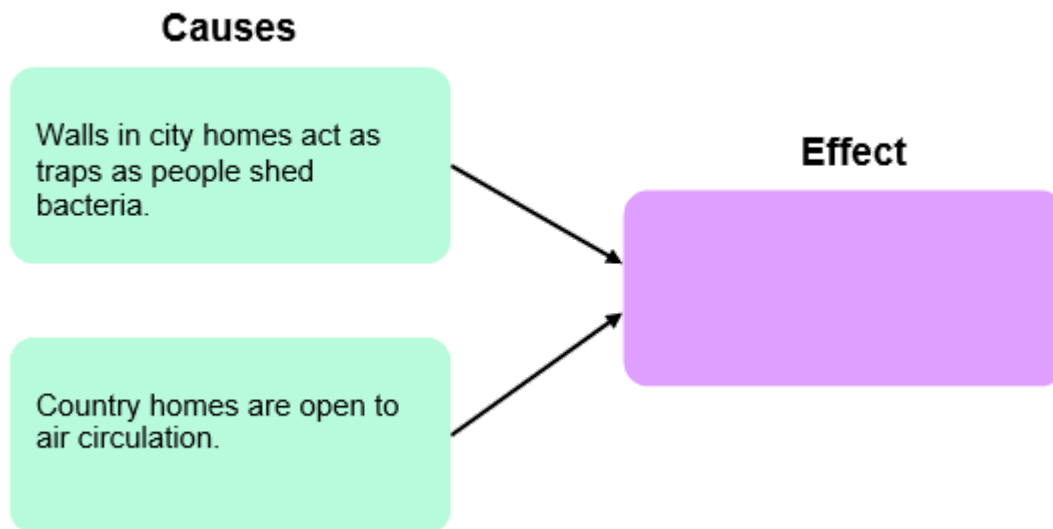 Causes
Walls in city homes act as
traps as people shed
bacteria.
Effect
Country homes are open to
air circulation.